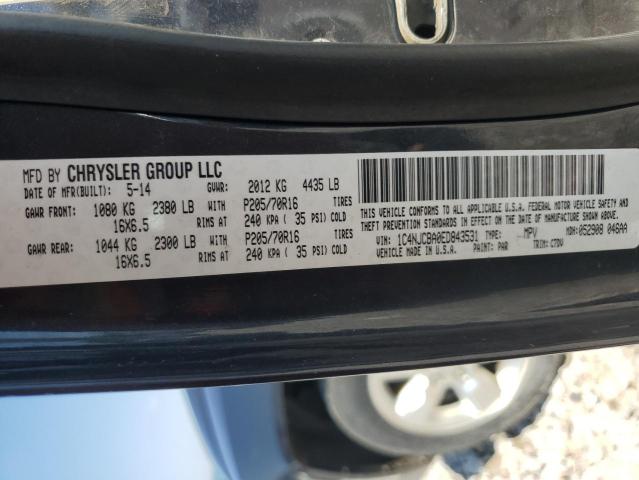 MFD BY CHRYSLER GROUP LLC
DATE OF MFR(BUILT): 5-14 GVWR: 2012 KG 4435 LB
GAWR FRONT: 1080 KG 2380 LB WITH P205/70R16 TIRES
16X6.5 RIMS AT 240 KPA ( 35 PSI) COLD
GAWR REAR: 1044 KG 2300 LB WITH P205/70R16 TIRES
16X6.5 RIMS AT 240 KPA ( 35 PSI) COLD
THIS VEHICLE CONFORMS TO ALL APPLICABLE U.S.A. FEDERAL MOTOR VEHICLE SAFETY, BUMPER AND
THEFT PREVENTION STANDARDS IN EFFECT ON THE DATE OF MANUFACTURE SHOWN ABOVE.
VIN: 1C4NJCBA0ED843531 TYPE: MPV MDH: 052908 046AA
MADE IN U.S.A. PAINT: PAR TRIM: C7DV